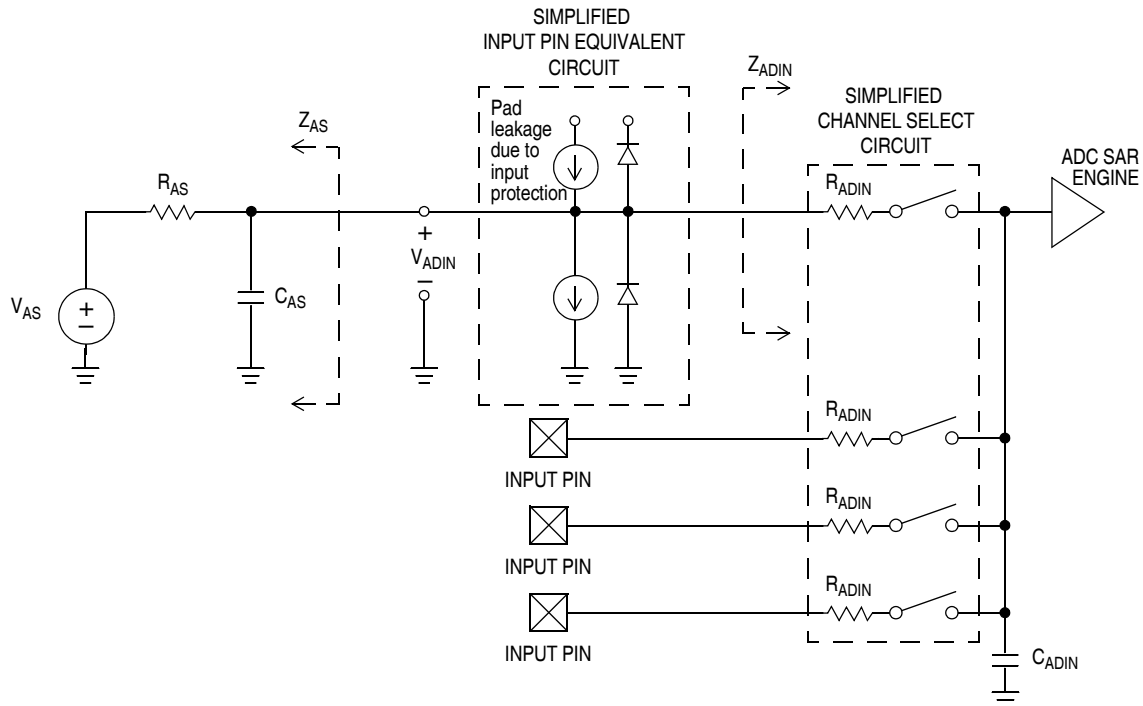 SIMPLIFIED
INPUT PIN EQUIVALENT
CIRCUIT
Pad
leakage
due to
input
protection
Z_ADIN
SIMPLIFIED
CHANNEL SELECT
CIRCUIT
ADC SAR
ENGINE
Z_AS
R_AS
R_ADIN
+
V_ADIN
–
V_AS
+
–
C_AS
R_ADIN
INPUT PIN
R_ADIN
INPUT PIN
R_ADIN
INPUT PIN
C_ADIN